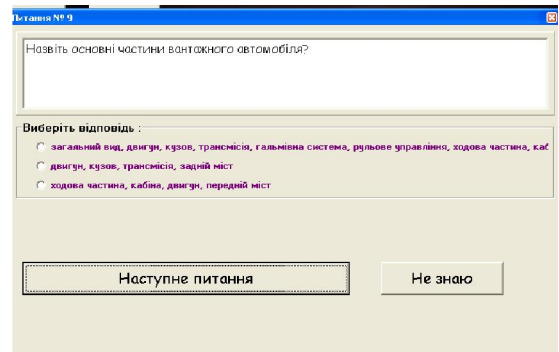 Питання № 9
Назвіть основні частини вантажного автомобіля?
Виберіть відповідь :
загальний вид, двигун, кузов, трансмісія, гальмівна система, рульове управління, ходова частина, каб
двигун, кузов, трансмісія, задній міст
ходова частина, кабіна, двигун, передній міст
Наступне питання
Не знаю